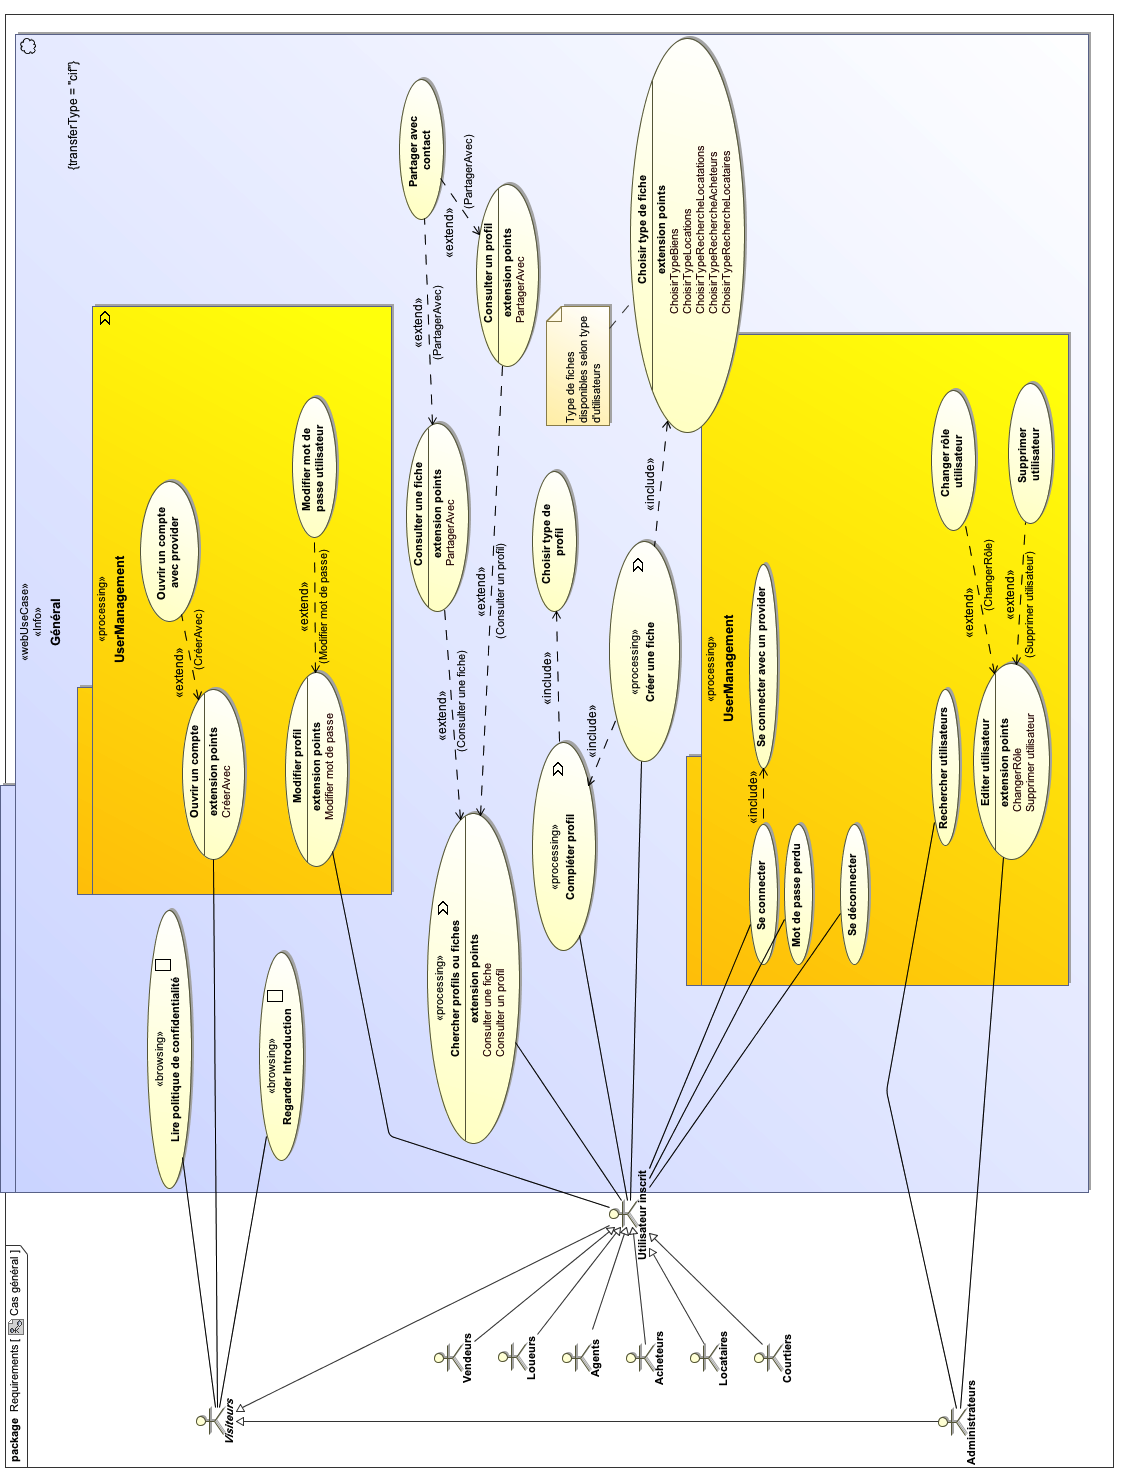 package Requirements [ Cas général ]
«webUseCase»
«Info»
Général
{transferType = "cif"}
«processing»
UserManagement
Ouvrir un compte
avec provider
«extend»
(CréerAvec)
Ouvrir un compte
extension points
CréerAvec
Modifier mot de
passe utilisateur
«extend»
(Modifier mot de passe)
Modifier profil
extension points
Modifier mot de passe
«browsing»
Lire politique de confidentialité
«browsing»
Regarder Introduction
Visiteurs
Partager avec
contact
«extend»
(PartagerAvec)
«extend»
(PartagerAvec)
Consulter un profil
extension points
PartagerAvec
Consulter une fiche
extension points
PartagerAvec
«extend»
(Consulter une fiche)
«extend»
(Consulter un profil)
«processing»
Chercher profils ou fiches
extension points
Consulter une fiche
Consulter un profil
Choisir type de
profil
«include»
«processing»
Compléter profil
«include»
«processing»
Créer une fiche
«include»
Type de fiches
disponibles selon type
d'utilisateurs
Choisir type de fiche
extension points
ChoisirTypeBiens
ChoisirTypeLocations
ChoisirTypeRechercheLocatations
ChoisirTypeRechercheAcheteurs
ChoisirTypeRechercheLocataires
Utilisateur inscrit
Vendeurs
Loueurs
Agents
Acheteurs
Locataires
Courtiers
«processing»
UserManagement
Se connecter avec un provider
«include»
Se connecter
Mot de passe perdu
Se déconnecter
Changer rôle
utilisateur
Supprimer
utilisateur
«extend»
(ChangerRôle)
«extend»
(Supprimer utilisateur)
Rechercher utilisateurs
Editer utilisateur
extension points
ChangerRôle
Supprimer utilisateur
Administrateurs